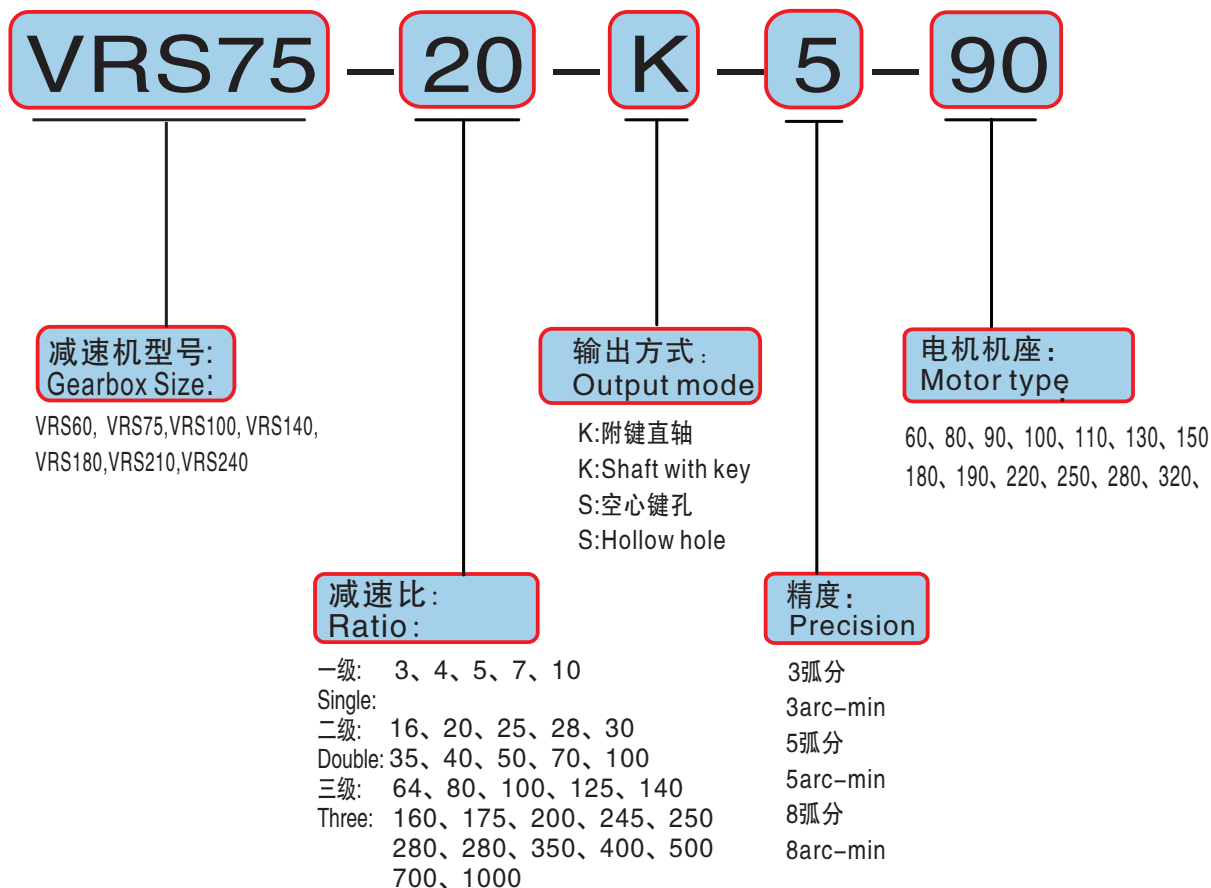 VRS75 – 20 – K – 5 – 90
减速机型号:
Gearbox Size:
VRS60, VRS75,VRS100, VRS140,
VRS180,VRS210,VRS240
输出方式:
Output mode
K:附键直轴
K:Shaft with key
S:空心键孔
S:Hollow hole
电机机座:
Motor type:
60、80、90、100、110、130、150
180、190、220、250、280、320、
减速比:
Ratio:
一级: 3、4、5、7、10
Single:
二级: 16、20、25、28、30
Double: 35、40、50、70、100
三级: 64、80、100、125、140
Three: 160、175、200、245、250
280、280、350、400、500
700、1000
精度:
Precision
3弧分
3arc–min
5弧分
5arc–min
8弧分
8arc–min